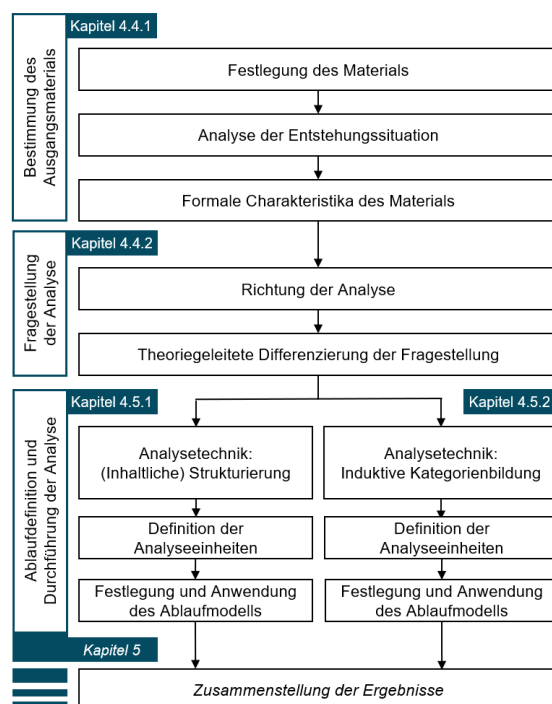 Kapitel 4.4.1
Bestimmung des
Ausgangsmaterials
Festlegung des Materials
Analyse der Entstehungssituation
Formale Charakteristika des Materials
Kapitel 4.4.2
Fragestellung
der Analyse
Richtung der Analyse
Theoriegeleitete Differenzierung der Fragestellung
Kapitel 4.5.1
Kapitel 4.5.2
Ablaufdefinition und
Durchführung der Analyse
Analysetechnik:
(Inhaltliche) Strukturierung
Analysetechnik:
Induktive Kategorienbildung
Definition der
Analyseeinheiten
Definition der
Analyseeinheiten
Festlegung und Anwendung
des Ablaufmodells
Festlegung und Anwendung
des Ablaufmodells
Kapitel 5
Zusammenstellung der Ergebnisse